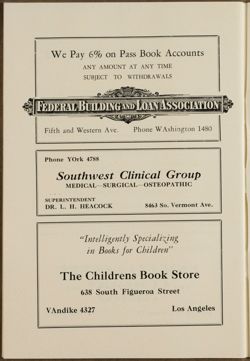 We Pay 6% on Pass Book Accounts
ANY AMOUNT AT ANY TIME
SUBJECT TO WITHDRAWALS
FEDERAL BUILDING AND LOAN ASSOCIATION
Fifth and Western Ave. Phone WAshington 1480
Phone YOrk 4788
Southwest Clinical Group
MEDICAL—SURGICAL—OSTEOPATHIC
SUPERINTENDENT
DR. L. H. HEACOCK 8463 So. Vermont Ave.
"Intelligently Specializing
in Books for Children"
The Childrens Book Store
638 South Figueroa Street
VAndike 4327 Los Angeles